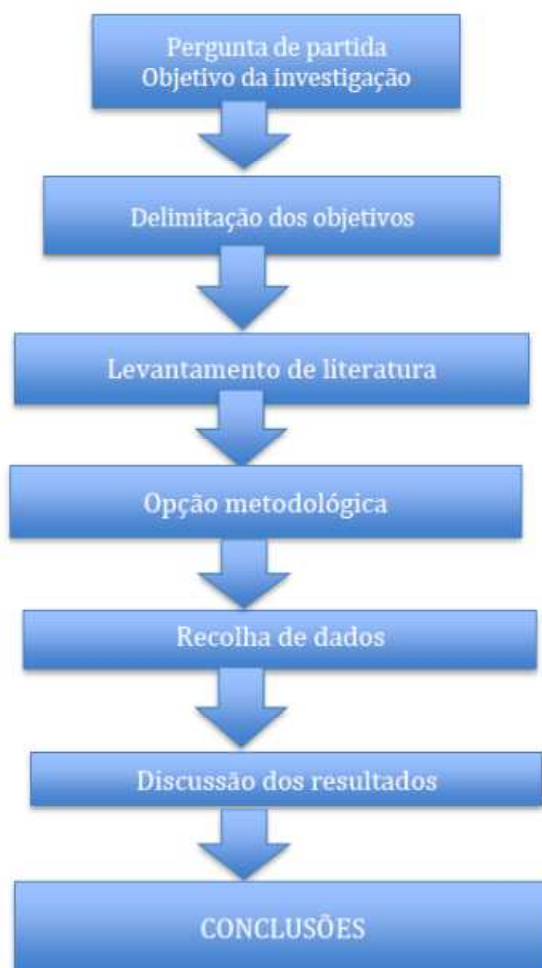 Pergunta de partida
Objetivo da investigação
Delimitação dos objetivos
Levantamento de literatura
Opção metodológica
Recolha de dados
Discussão dos resultados
CONCLUSÕES